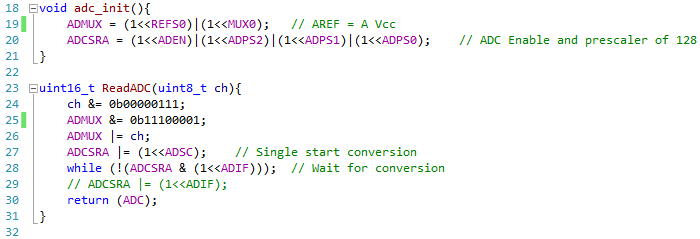 18 void adc_init(){
19 ADMUX = (1<<REFS0)|(1<<MUX0); // AREF = A Vcc
20 ADCSRA = (1<<ADEN)|(1<<ADPS2)|(1<<ADPS1)|(1<<ADPS0); // ADC Enable and prescaler of 128
21 }
22
23 uint16_t ReadADC(uint8_t ch){
24 ch &= 0b00000111;
25 ADMUX &= 0b11100001;
26 ADMUX |= ch;
27 ADCSRA |= (1<<ADSC); // Single start conversion
28 while (!(ADCSRA & (1<<ADIF))); // Wait for conversion
29 // ADCSRA |= (1<<ADIF);
30 return (ADC);
31 }
32